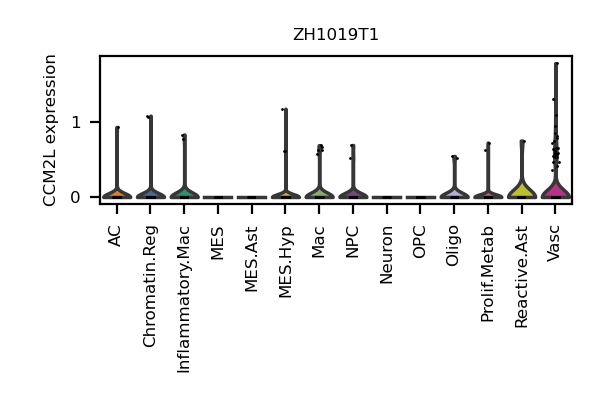 ZH1019T1
CCM2L expression
1
0
AC
Chromatin.Reg
Inflammatory.Mac
MES
MES.Ast
MES.Hyp
Mac
NPC
Neuron
OPC
Oligo
Prolif.Metab
Reactive.Ast
Vasc